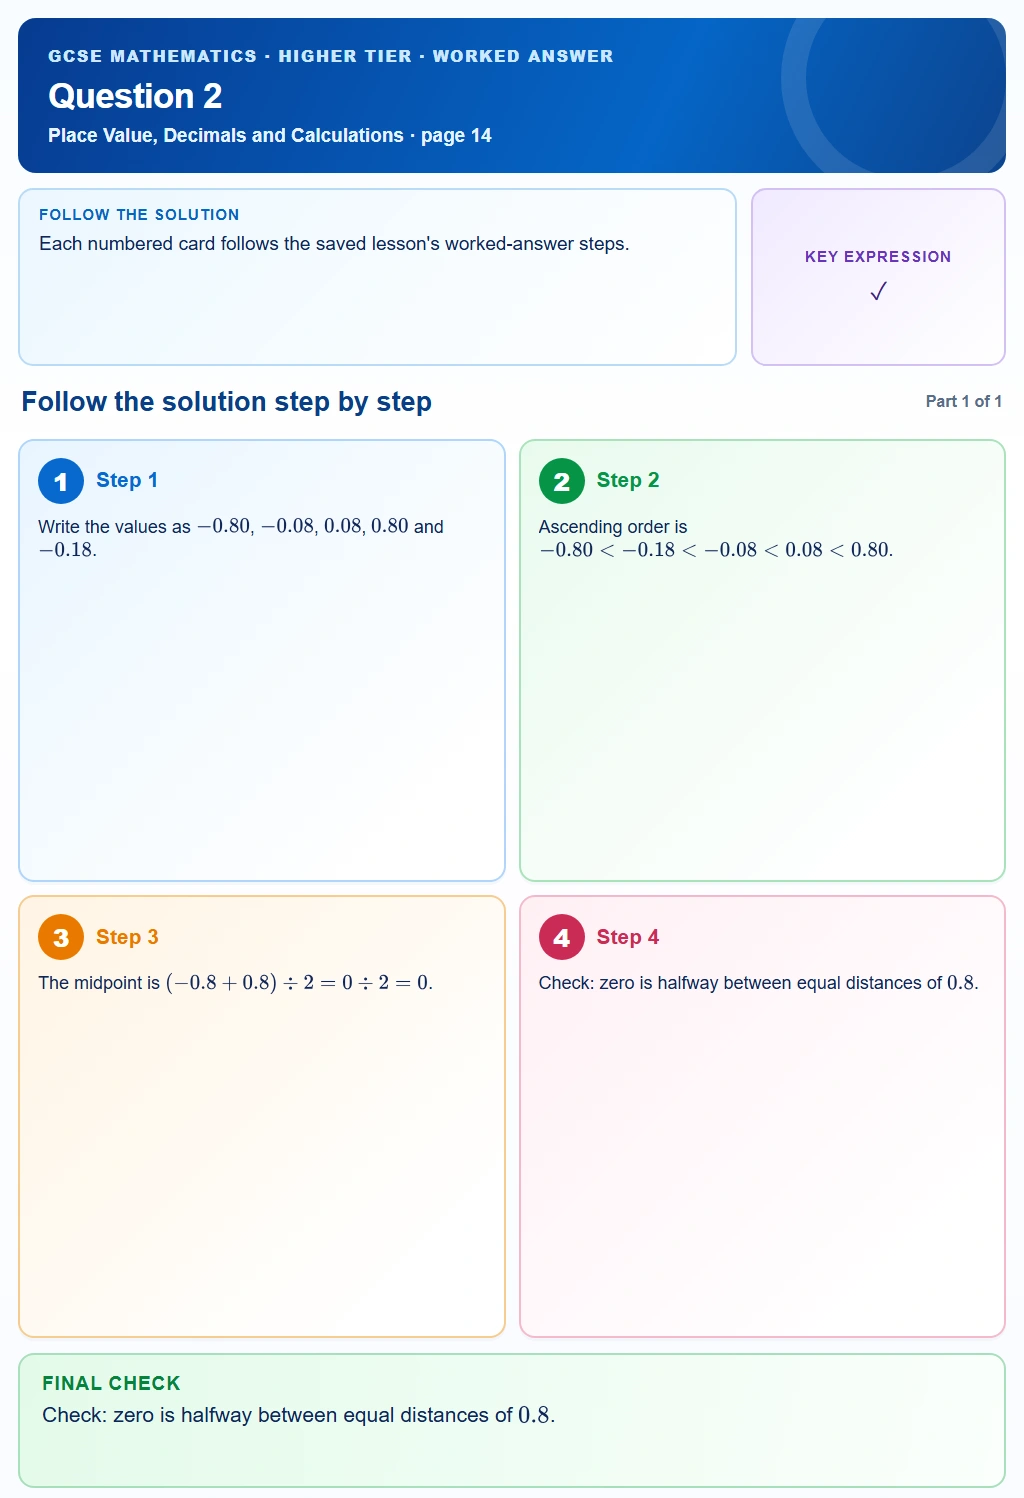 GCSE MATHEMATICS · HIGHER TIER · WORKED ANSWER
Question 2
Place Value, Decimals and Calculations · page 14
FOLLOW THE SOLUTION
Each numbered card follows the saved lesson's worked-answer steps.
KEY EXPRESSION
✓
Follow the solution step by step
Part 1 of 1
1 Step 1
Write the values as −0.80, −0.08, 0.08, 0.80 and
−0.18.
2 Step 2
Ascending order is
−0.80 < −0.18 < −0.08 < 0.08 < 0.80.
3 Step 3
The midpoint is (−0.8 + 0.8) ÷ 2 = 0 ÷ 2 = 0.
4 Step 4
Check: zero is halfway between equal distances of 0.8.
FINAL CHECK
Check: zero is halfway between equal distances of 0.8.